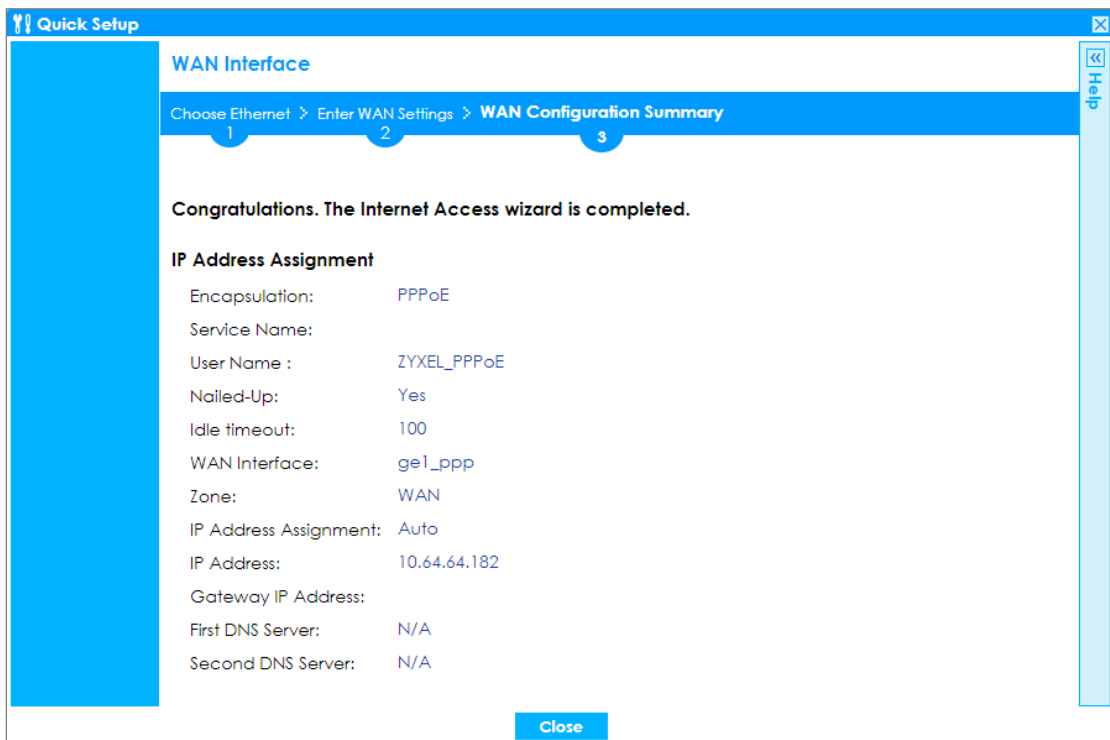 Quick Setup
Help
WAN Interface
Choose Ethernet > Enter WAN Settings > WAN Configuration Summary
1 2 3
Congratulations. The Internet Access wizard is completed.
IP Address Assignment
Encapsulation: PPPoE
Service Name:
User Name : ZYXEL_PPPoE
Nailed-Up: Yes
Idle timeout: 100
WAN Interface: ge1_ppp
Zone: WAN
IP Address Assignment: Auto
IP Address: 10.64.64.182
Gateway IP Address:
First DNS Server: N/A
Second DNS Server: N/A
Close